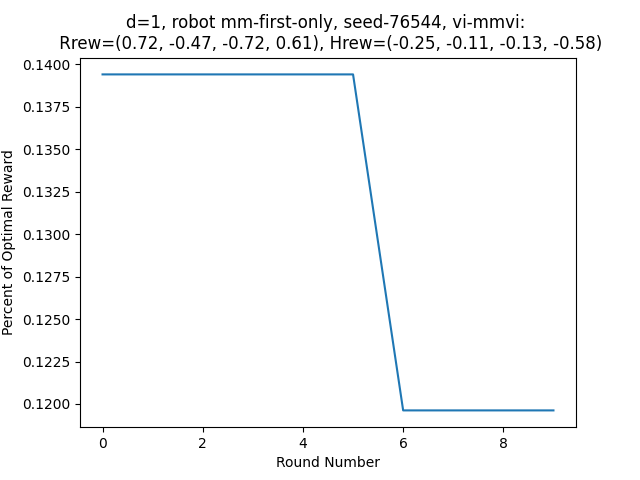 d=1, robot mm-first-only, seed-76544, vi-mmvi:
Rrew=(0.72, -0.47, -0.72, 0.61), Hrew=(-0.25, -0.11, -0.13, -0.58)
0.1400
0.1375
0.1350
0.1325
0.1300
0.1275
0.1250
0.1225
0.1200
Percent of Optimal Reward
0 2 4 6 8
Round Number